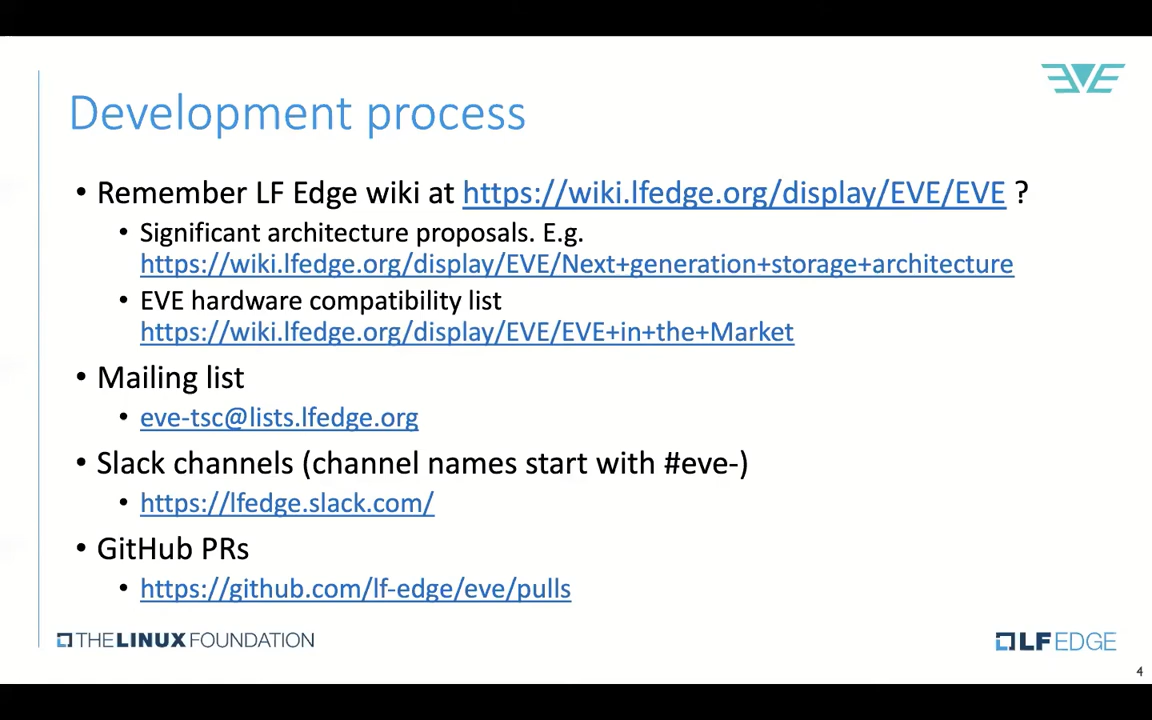 EVE
Development process
• Remember LF Edge wiki at https://wiki.lfedge.org/display/EVE/EVE ?
• Significant architecture proposals. E.g.
https://wiki.lfedge.org/display/EVE/Next+generation+storage+architecture
• EVE hardware compatibility list
https://wiki.lfedge.org/display/EVE/EVE+in+the+Market
• Mailing list
• eve-tsc@lists.lfedge.org
• Slack channels (channel names start with #eve-)
• https://lfedge.slack.com/
• GitHub PRs
• https://github.com/lf-edge/eve/pulls
THE LINUX FOUNDATION
LF EDGE
4